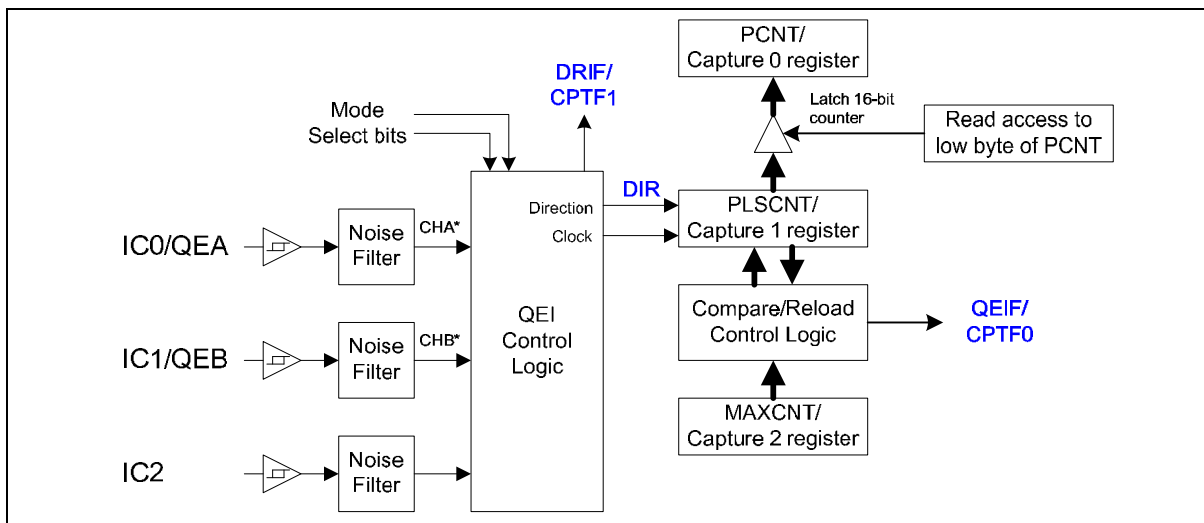 PCNT/
Capture 0 register
DRIF/
CPTF1
Latch 16-bit
counter
Read access to
low byte of PCNT
Mode
Select bits
DIR
Direction
Clock
PLSCNT/
Capture 1 register
IC0/QEA
Noise
Filter
CHA*
QEI
Control
Logic
Compare/Reload
Control Logic
QEIF/
CPTF0
IC1/QEB
Noise
Filter
CHB*
MAXCNT/
Capture 2 register
IC2
Noise
Filter